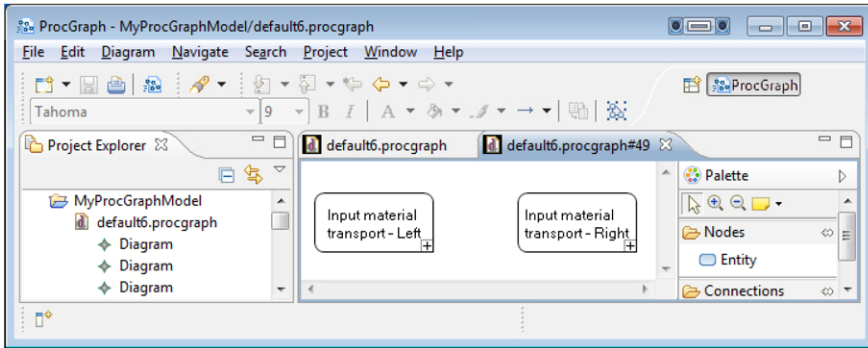 ProcGraph - MyProcGraphModel/default6.procgraph
File Edit Diagram Navigate Search Project Window Help
ProcGraph
Tahoma 9 B I A
Project Explorer
default6.procgraph
default6.procgraph#49
Palette
MyProcGraphModel
default6.procgraph
Diagram
Diagram
Diagram
Input material
transport - Left
Input material
transport - Right
Nodes
Entity
Connections